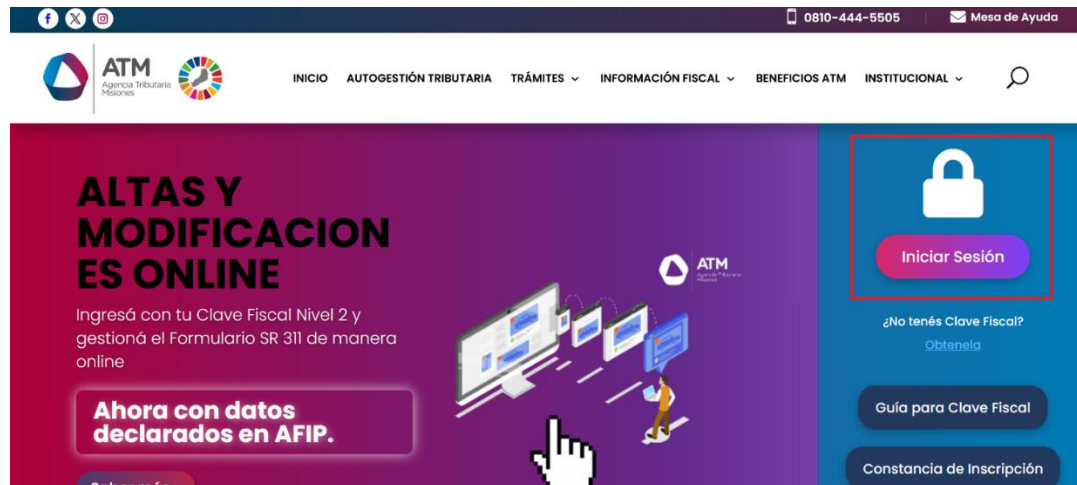 0810-444-5505
Mesa de Ayuda
ATM
Agencia Tributaria
Misiones
INICIO
AUTOGESTIÓN TRIBUTARIA
TRÁMITES
INFORMACIÓN FISCAL
BENEFICIOS ATM
INSTITUCIONAL
ALTAS Y
MODIFICACION
ES ONLINE
Ingresá con tu Clave Fiscal Nivel 2 y
gestioná el Formulario SR 311 de manera
online
Ahora con datos
declarados en AFIP.
ATM
Agencia Tributaria
Misiones
Iniciar Sesión
¿No tenés Clave Fiscal?
Obtenela
Guía para Clave Fiscal
Constancia de Inscripción